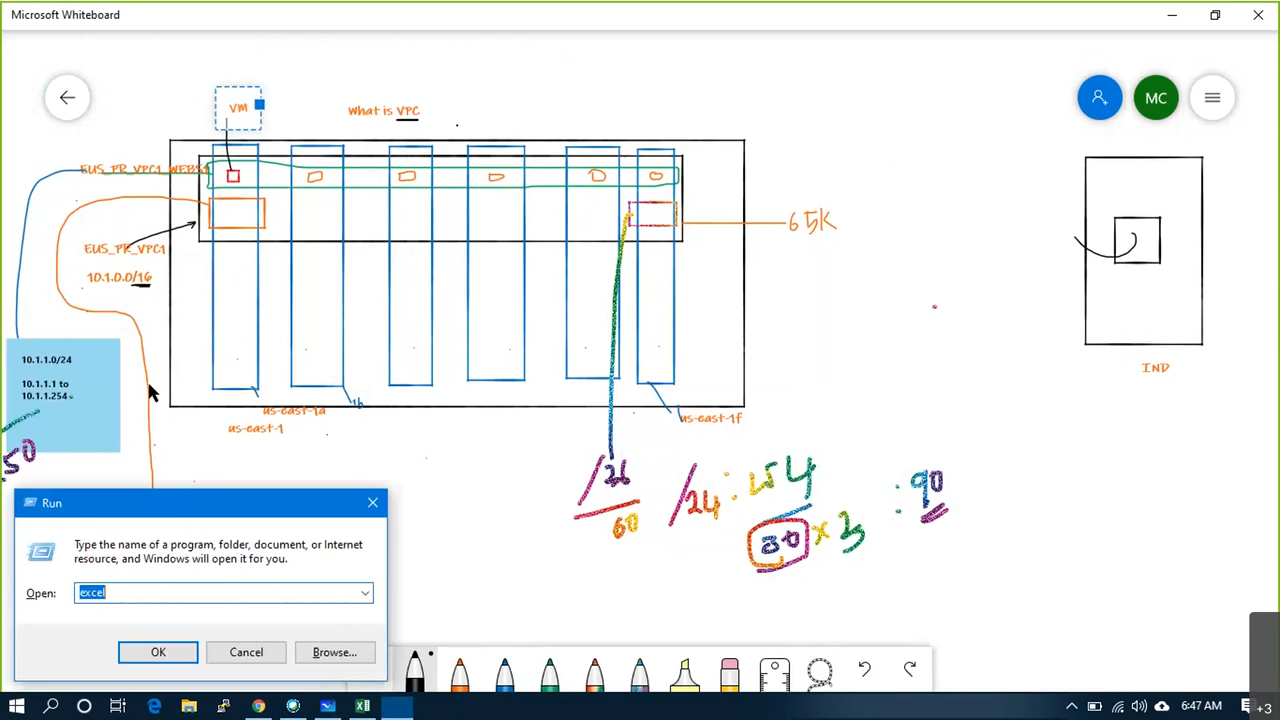 Microsoft Whiteboard
VM
What is VPC
MC
EUS_PR_VPC1_WEBS1
65K
EUS_PR_VPC1
10.1.0.0/16
10.1.1.0/24
10.1.1.1 to
10.1.1.254
us-east-1a
1b
us-east-1f
us-east-1
IND
50
/26
60
/24 : 254
30 x 3
: 90
Run
Type the name of a program, folder, document, or Internet
resource, and Windows will open it for you.
Open: excel
OK Cancel Browse...
6:47 AM
+3